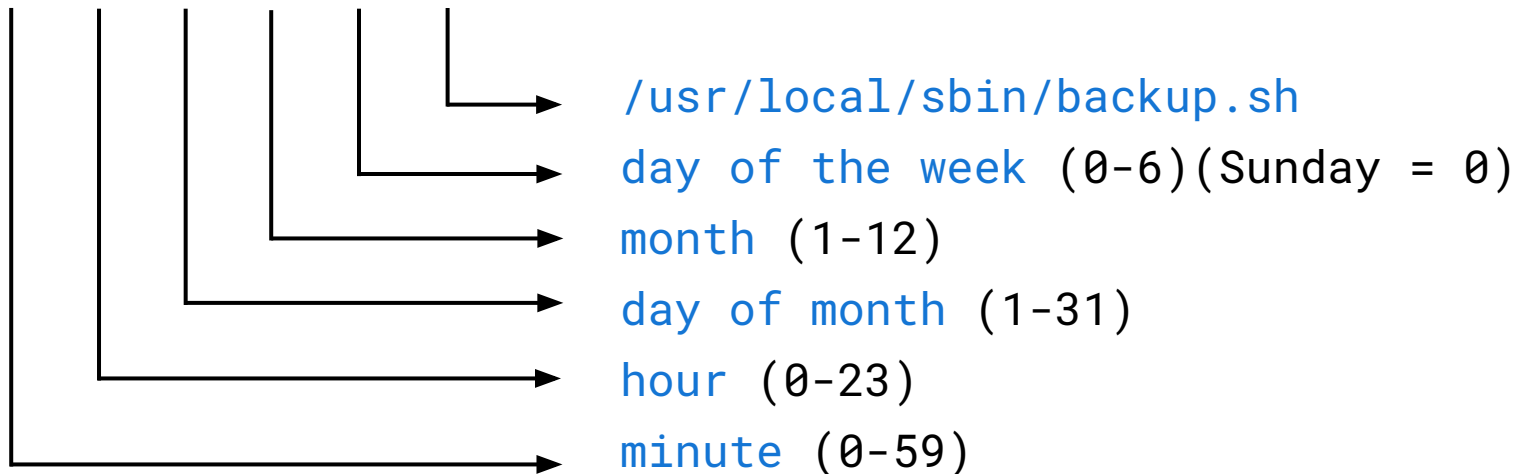 /usr/local/sbin/backup.sh
day of the week (0-6)(Sunday = 0)
month (1-12)
day of month (1-31)
hour (0-23)
minute (0-59)